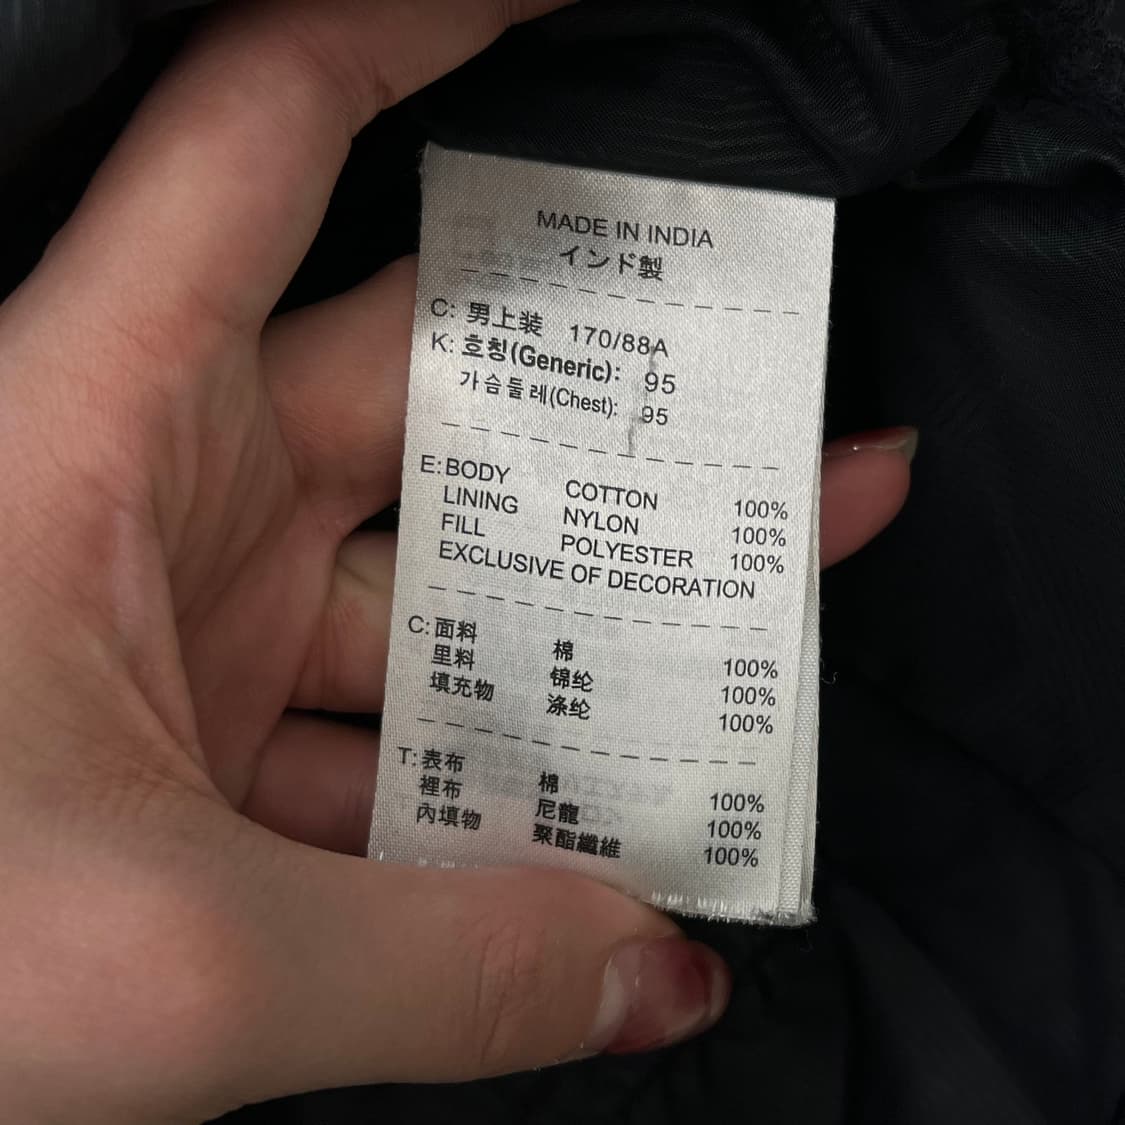 MADE IN INDIA
インド製
C: 男上装 170/88A
K: 호칭(Generic): 95
가슴둘레(Chest): 95
E: BODY COTTON 100%
LINING NYLON 100%
FILL POLYESTER 100%
EXCLUSIVE OF DECORATION
C: 面料 棉 100%
里料 锦纶 100%
填充物 涤纶 100%
T: 表布 棉 100%
裡布 尼龍 100%
內填物 聚酯纖維 100%